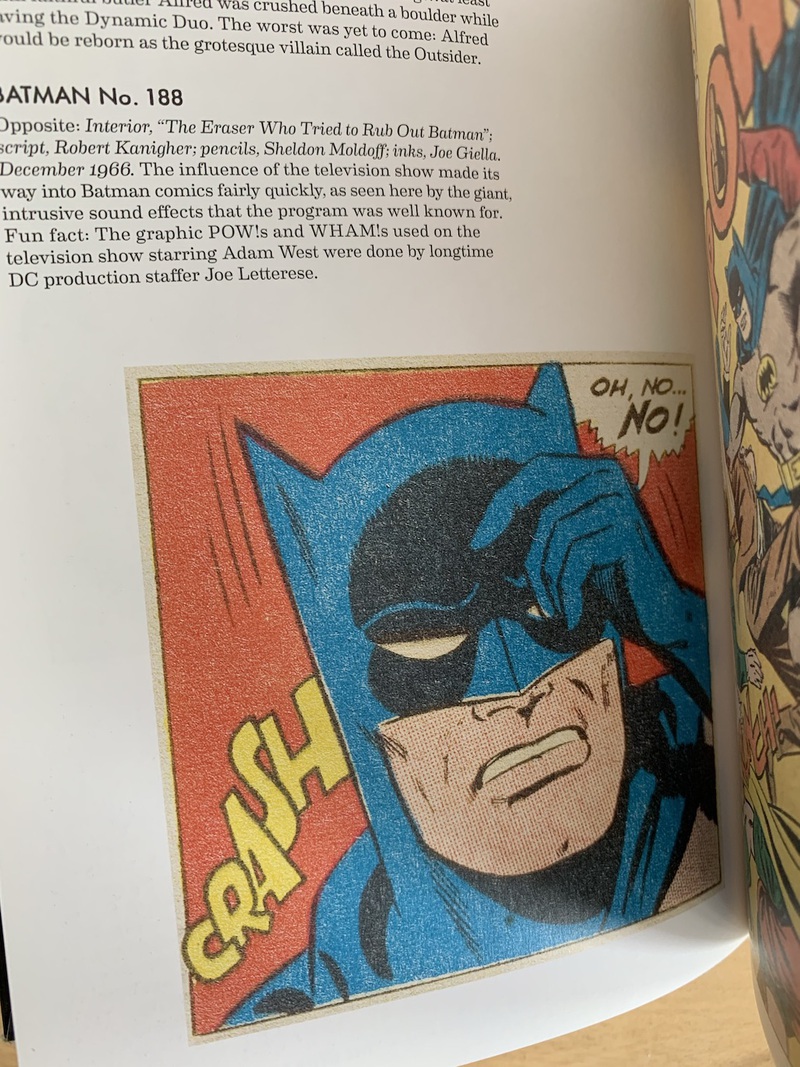 Alfred was crushed beneath a boulder while
the Dynamic Duo. The worst was yet to come: Alfred
would be reborn as the grotesque villain called the Outsider.
BATMAN No. 188
Opposite: Interior, “The Eraser Who Tried to Rub Out Batman”;
script, Robert Kanigher; pencils, Sheldon Moldoff; inks, Joe Giella.
December 1966. The influence of the television show made its
way into Batman comics fairly quickly, as seen here by the giant,
intrusive sound effects that the program was well known for.
Fun fact: The graphic POW!s and WHAM!s used on the
television show starring Adam West were done by longtime
DC production staffer Joe Letterese.
OH, NO...
NO!
CRASH